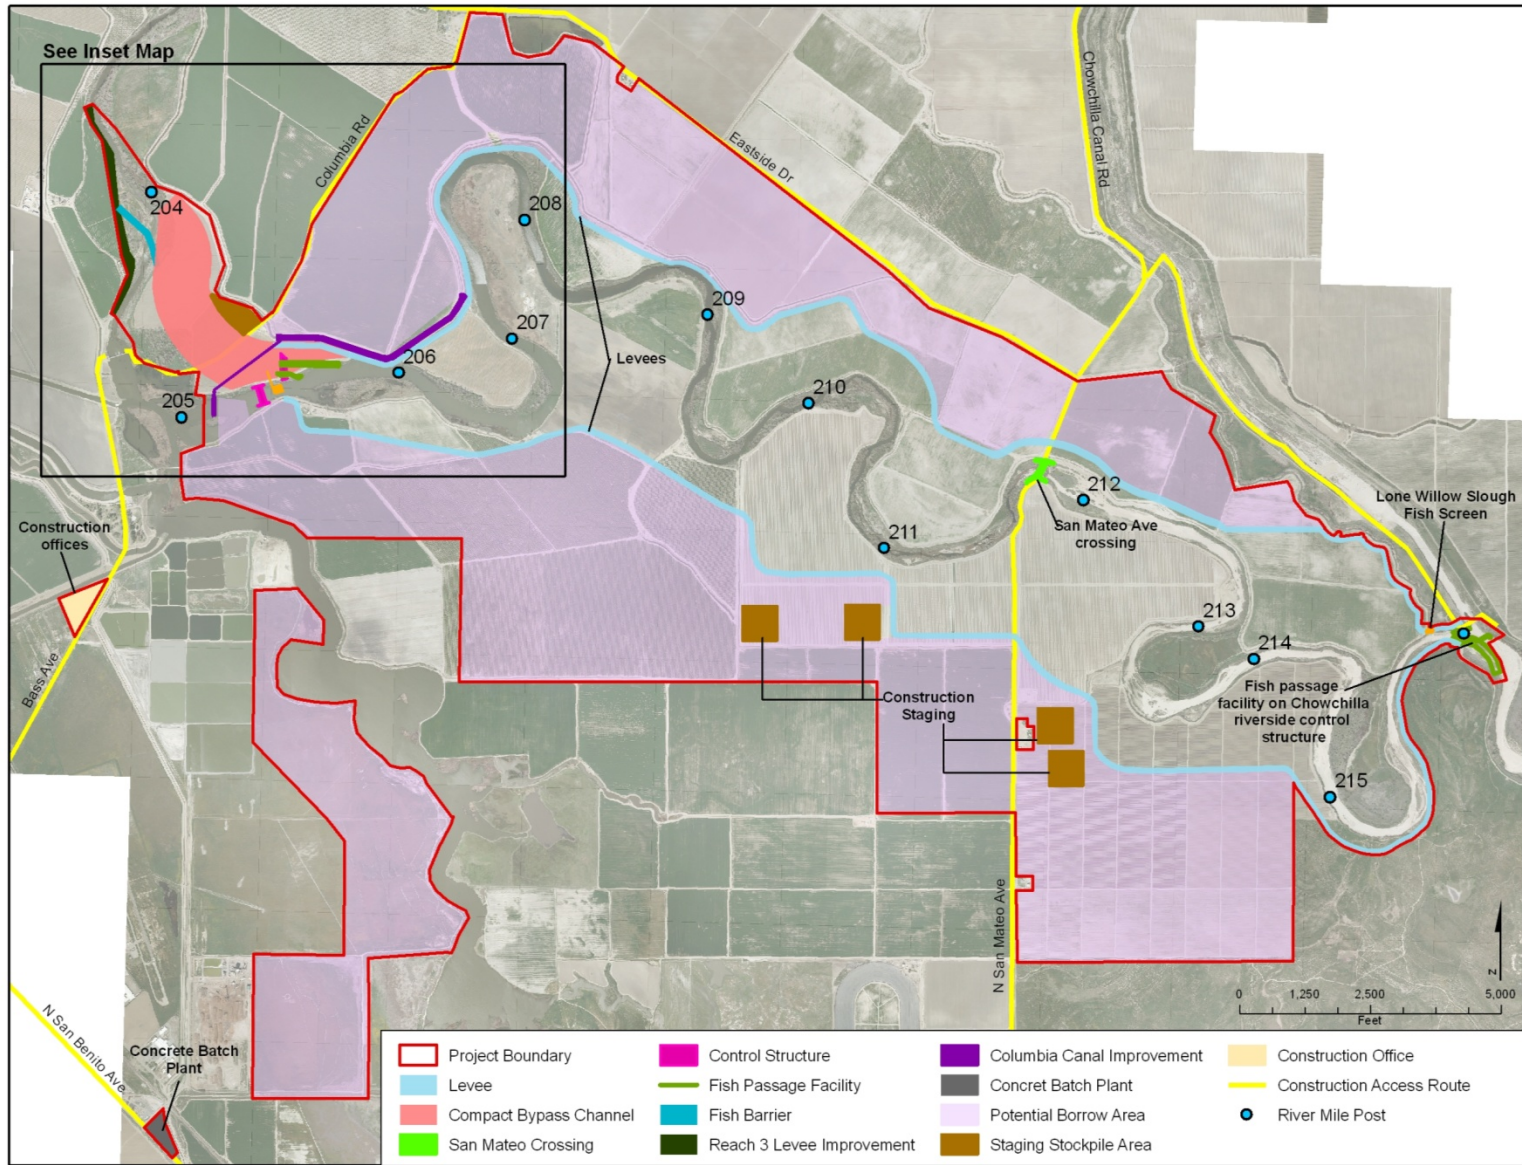 See Inset Map
Columbia Rd
Eastside Dr
Chowchilla Canal Rd
204
208
209
207
206
205
Levees
210
211
212
San Mateo Ave
crossing
Lone Willow Slough
Fish Screen
Construction
offices
Bass Ave
213
214
Fish passage
facility on Chowchilla
riverside control
structure
Construction
Staging
215
N San Mateo Ave
N San Benito Ave
Concrete Batch
Plant
z
0 1,250 2,500 5,000
Feet
Project Boundary
Levee
Compact Bypass Channel
San Mateo Crossing
Control Structure
Fish Passage Facility
Fish Barrier
Reach 3 Levee Improvement
Columbia Canal Improvement
Concret Batch Plant
Potential Borrow Area
Staging Stockpile Area
Construction Office
Construction Access Route
River Mile Post